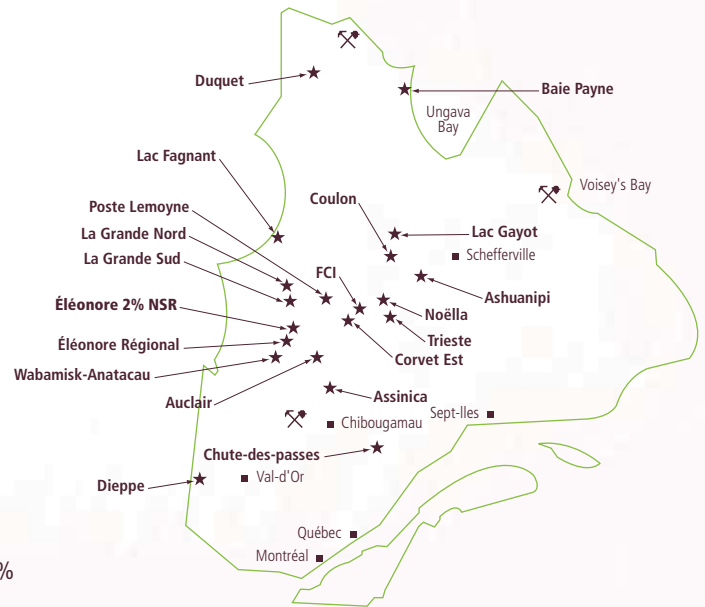 Duquet
Baie Payne
Ungava
Bay
Lac Fagnant
Voisey's Bay
Coulon
Poste Lemoyne
La Grande Nord
Lac Gayot
Schefferville
La Grande Sud
FCI
Ashuanipi
Éléonore 2% NSR
Noëlla
Éléonore Régional
Trieste
Corvet Est
Wabamisk-Anatacau
Auclair
Assinica
Sept-Iles
Chibougamau
Chute-des-passes
Dieppe
Val-d'Or
Québec
Montréal
%